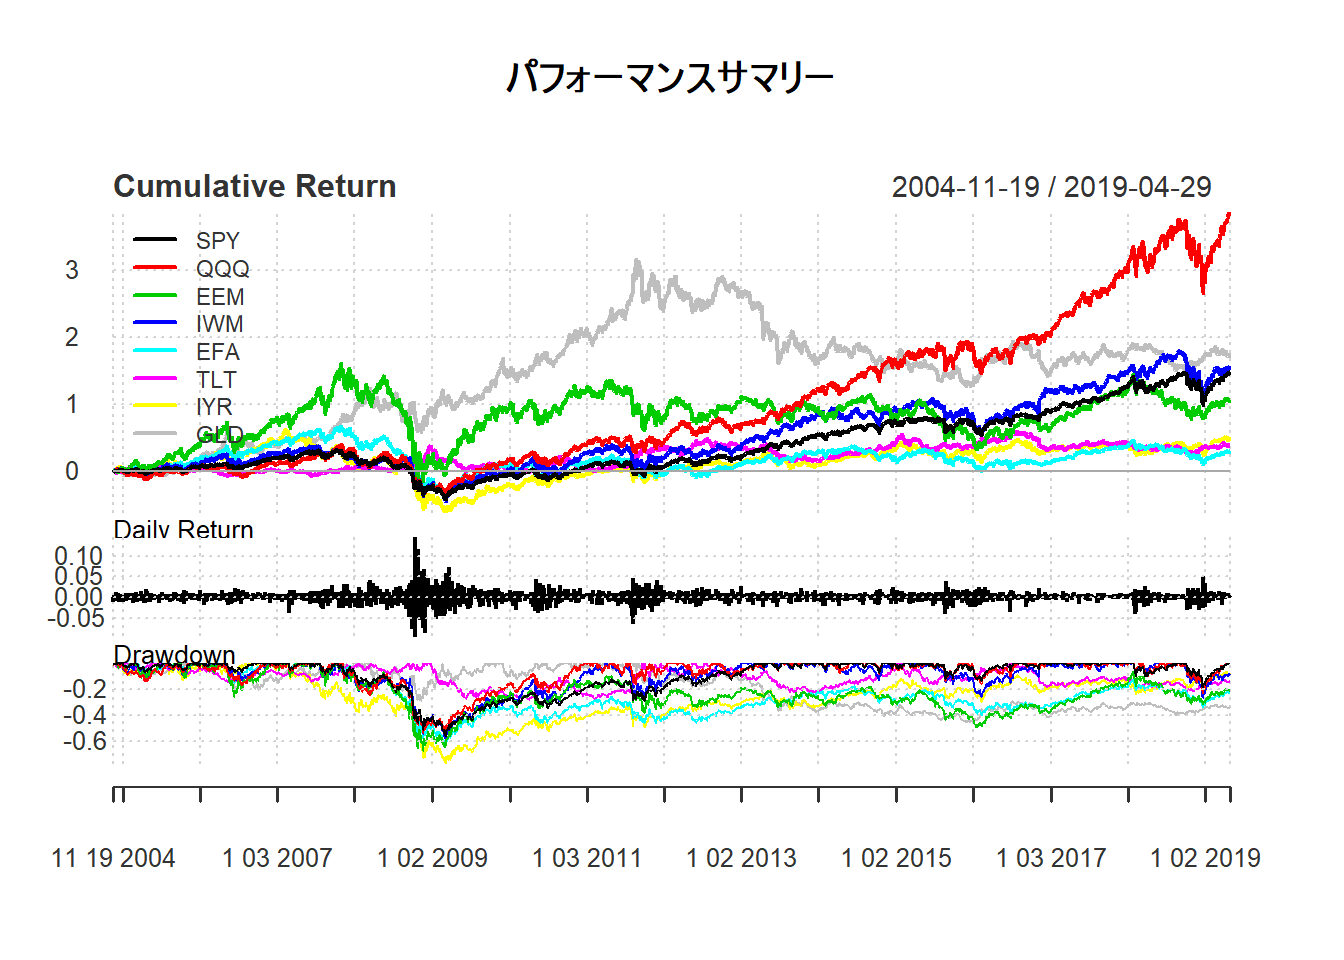 パフォーマンスサマリー
Cumulative Return
2004-11-19 / 2019-04-29
SPY
QQQ
EEM
IWM
EFA
TLT
IYR
GLD
3
2
1
0
Daily Return
0.10
0.05
0.00
-0.05
Drawdown
-0.2
-0.4
-0.6
11 19 2004
1 03 2007
1 02 2009
1 03 2011
1 02 2013
1 02 2015
1 03 2017
1 02 2019